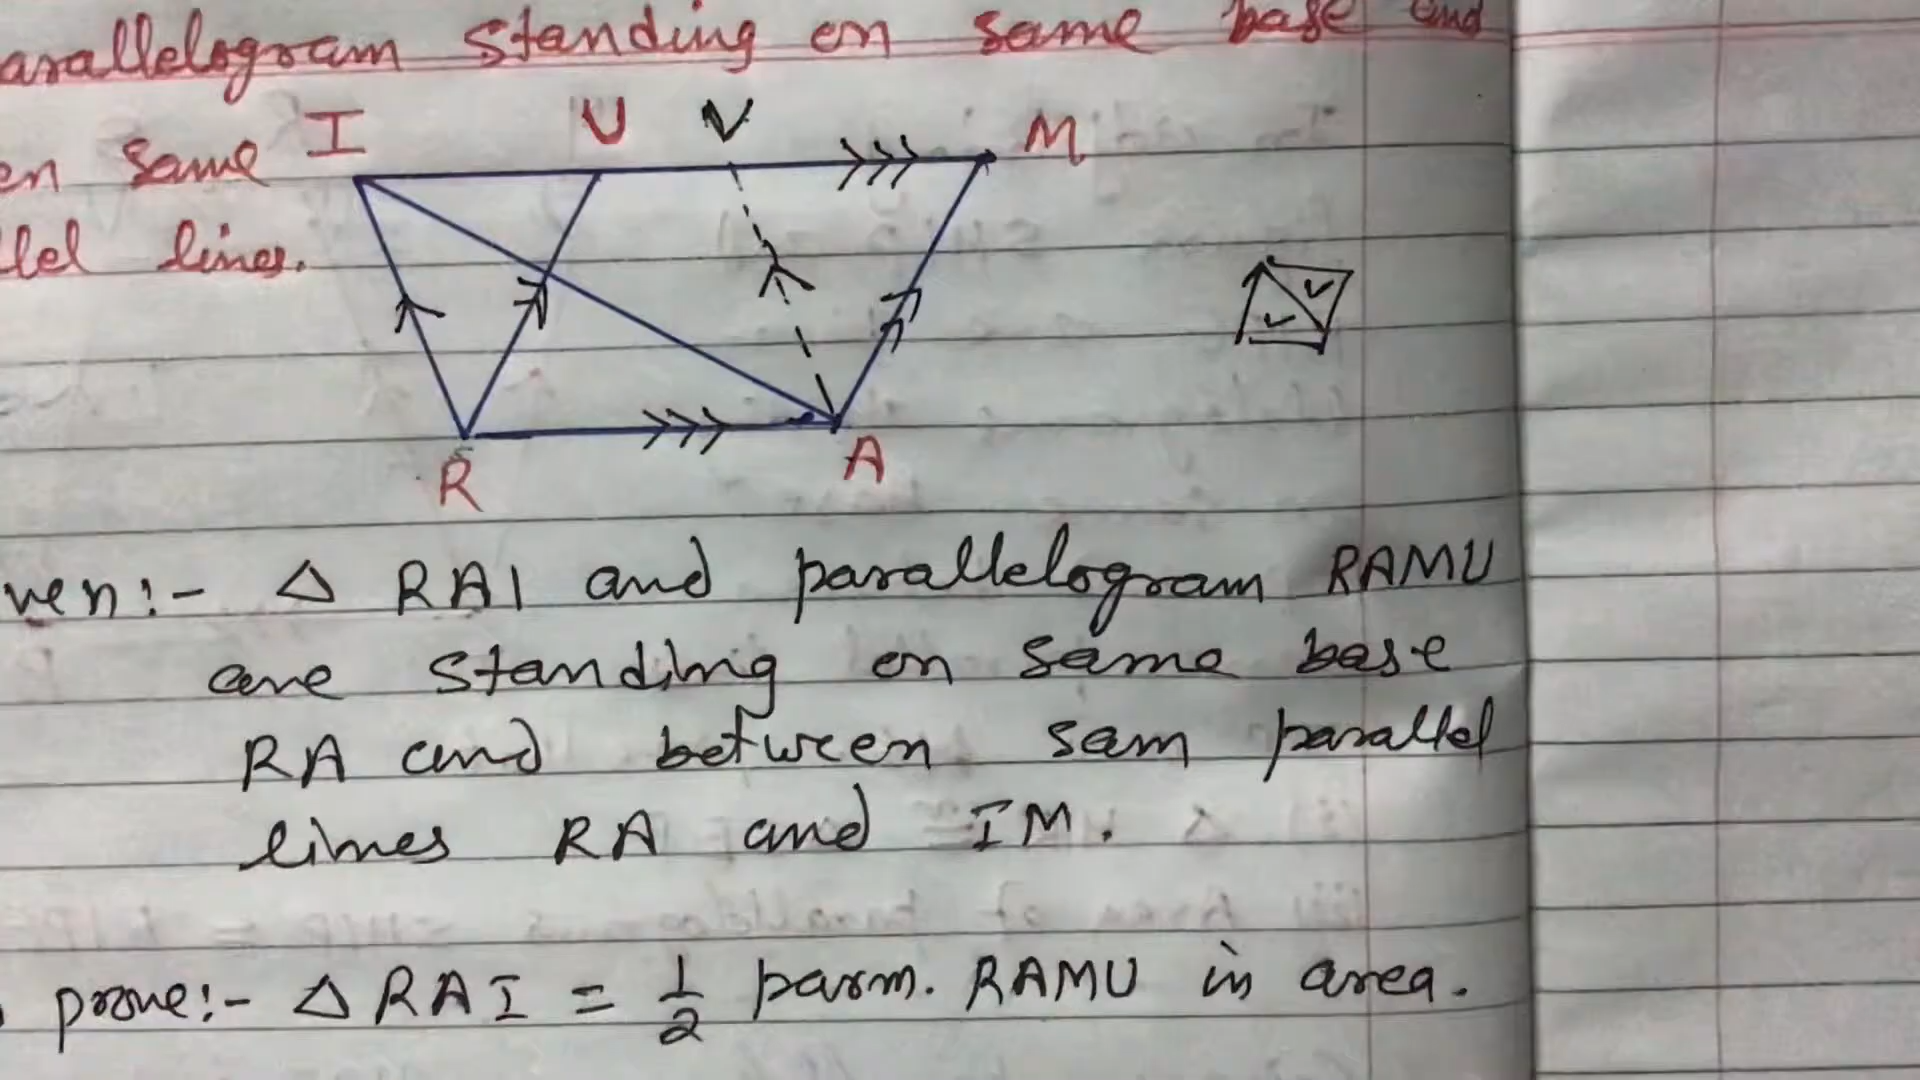 arallelogram standing on same base and
en same
llel lines.
I U V M
R A
ven:- △ RAI and parallelogram RAMU
are standing on same base
RA and between sam parallel
lines RA and IM.
prove:- △ RAI = 1/2 parm. RAMU in area.